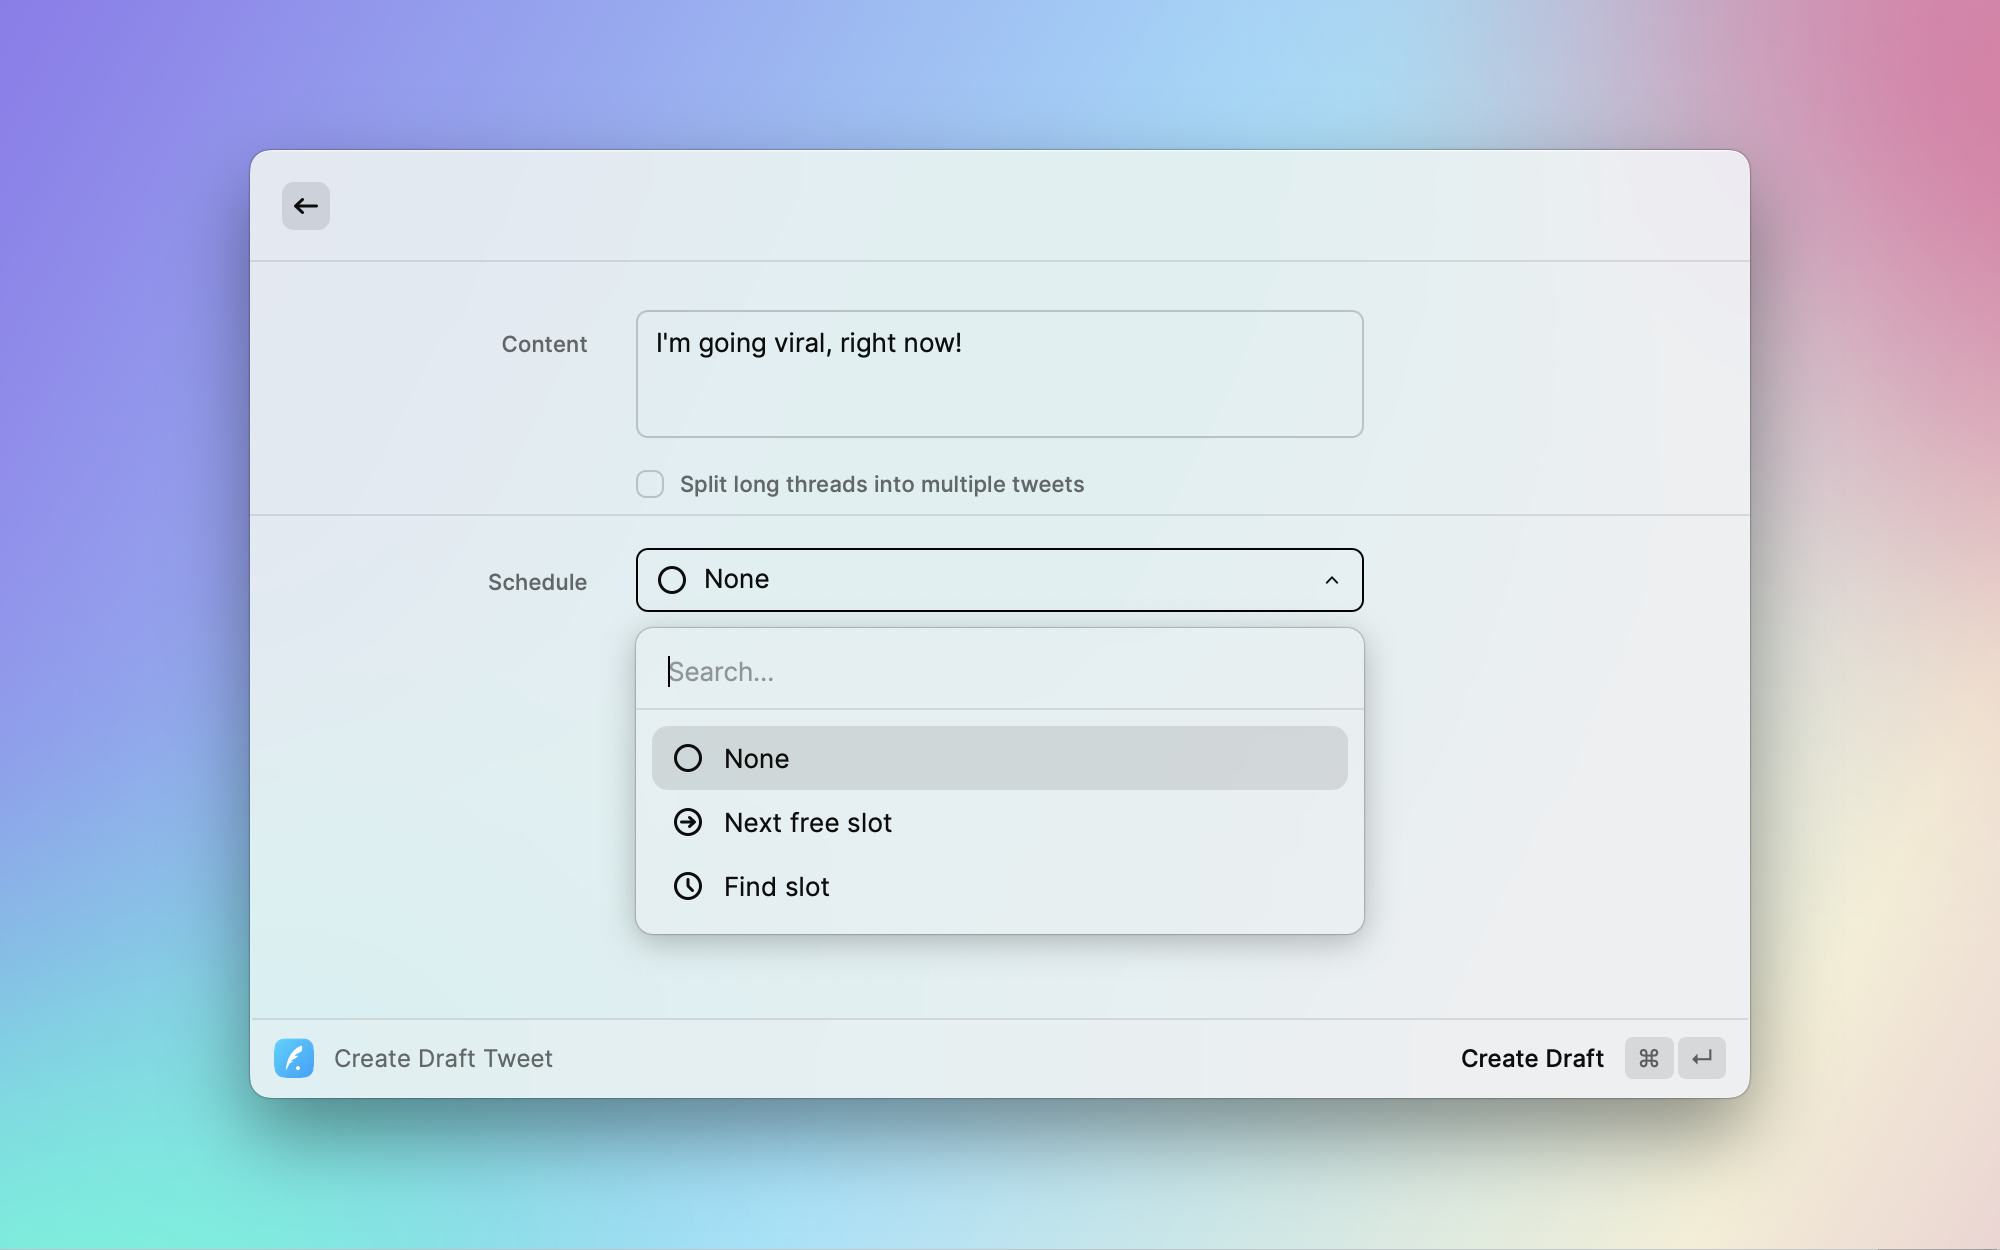 Content
I'm going viral, right now!
Split long threads into multiple tweets
Schedule
None
Search...
None
Next free slot
Find slot
Create Draft Tweet
Create Draft ⌘ ↵